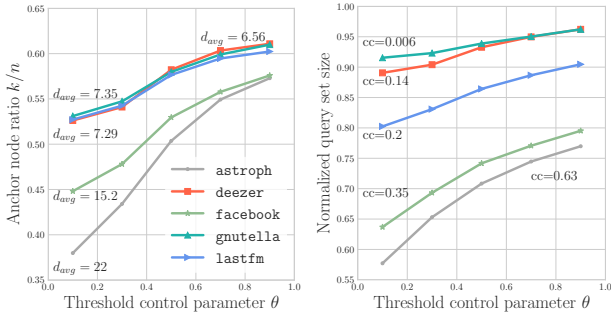 0.65
0.60
0.55
0.50
0.45
0.40
0.35
Anchor node ratio k/n
d_avg = 6.56
d_avg = 7.35
d_avg = 7.29
d_avg = 15.2
d_avg = 22
astroph
deezer
facebook
gnutella
lastfm
0.0 0.2 0.4 0.6 0.8 1.0
Threshold control parameter θ
1.00
0.95
0.90
0.85
0.80
0.75
0.70
0.65
0.60
0.55
Normalized query set size
cc=0.006
cc=0.14
cc=0.2
cc=0.35
cc=0.63
0.0 0.2 0.4 0.6 0.8 1.0
Threshold control parameter θ